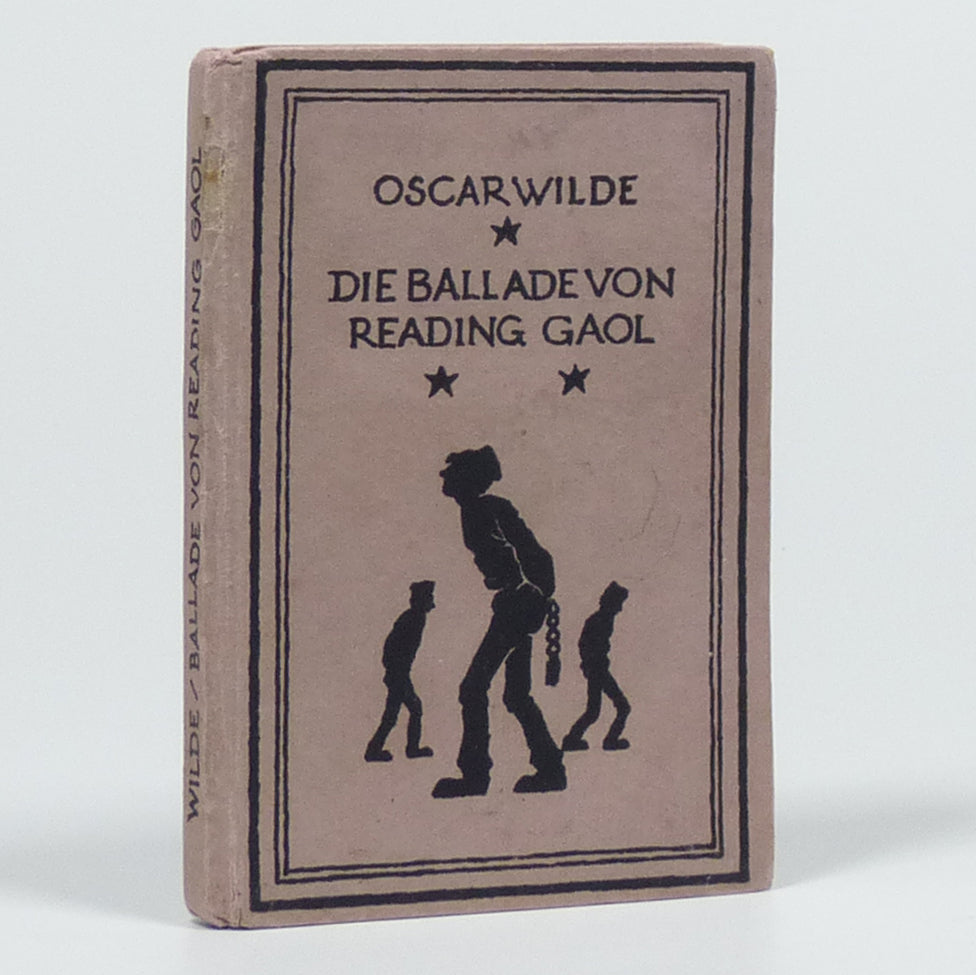 OSCAR WILDE
DIE BALLADE VON
READING GAOL
WILDE / BALLADE VON READING GAOL